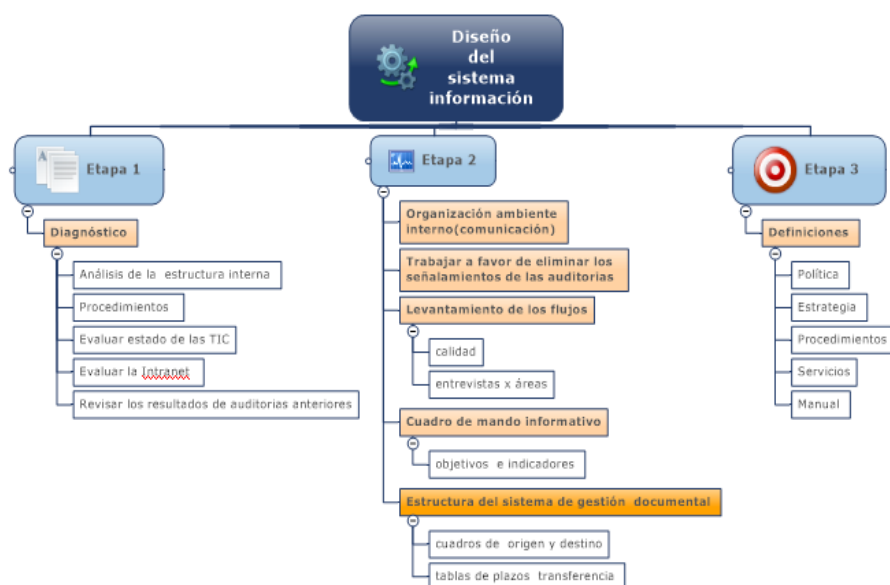 Diseño
del
sistema
información
Etapa 1
Diagnóstico
Análisis de la estructura interna
Procedimientos
Evaluar estado de las TIC
Evaluar la Intranet
Revisar los resultados de auditorias anteriores
Etapa 2
Organización ambiente
interno(comunicación)
Trabajar a favor de eliminar los
señalamientos de las auditorias
Levantamiento de los flujos
calidad
entrevistas x áreas
Cuadro de mando informativo
objetivos e indicadores
Estructura del sistema de gestión documental
cuadros de origen y destino
tablas de plazos transferencia
Etapa 3
Definiciones
Política
Estrategia
Procedimientos
Servicios
Manual